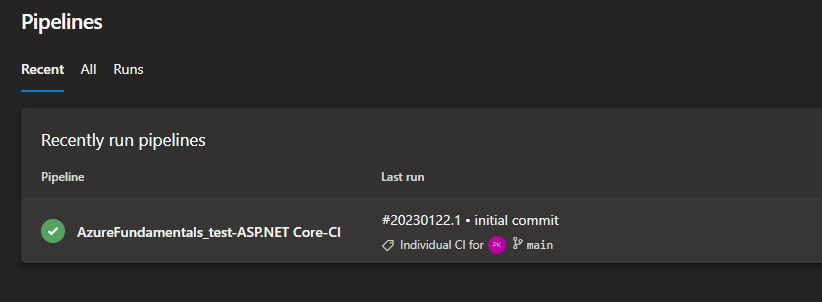 Pipelines
Recent All Runs
Recently run pipelines
Pipeline Last run
AzureFundamentals_test-ASP.NET Core-CI
#20230122.1 • initial commit
Individual CI for PK main